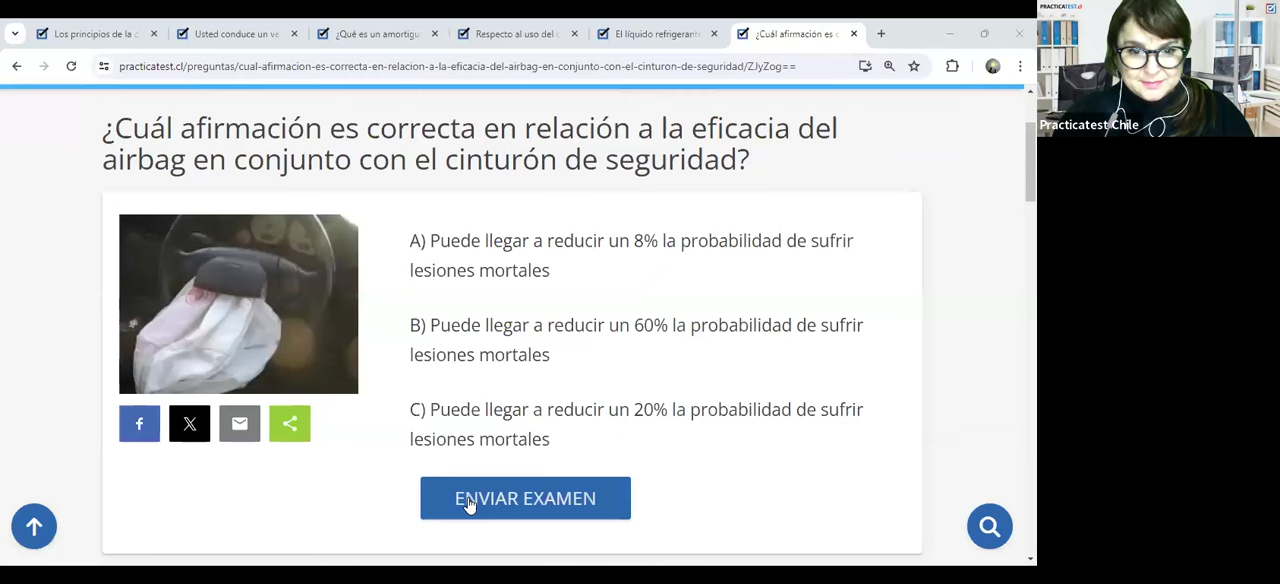 Los principios de la c
Usted conduce un ve
¿Qué es un amortigu
Respecto al uso del c
El líquido refrigerante
¿Cuál afirmación es c
practicatest.cl/preguntas/cual-afirmacion-es-correcta-en-relacion-a-la-eficacia-del-airbag-en-conjunto-con-el-cinturon-de-seguridad/ZJyZog==
PRACTICATEST.cl
Practicatest Chile
¿Cuál afirmación es correcta en relación a la eficacia del
airbag en conjunto con el cinturón de seguridad?
A) Puede llegar a reducir un 8% la probabilidad de sufrir
lesiones mortales
B) Puede llegar a reducir un 60% la probabilidad de sufrir
lesiones mortales
C) Puede llegar a reducir un 20% la probabilidad de sufrir
lesiones mortales
ENVIAR EXAMEN